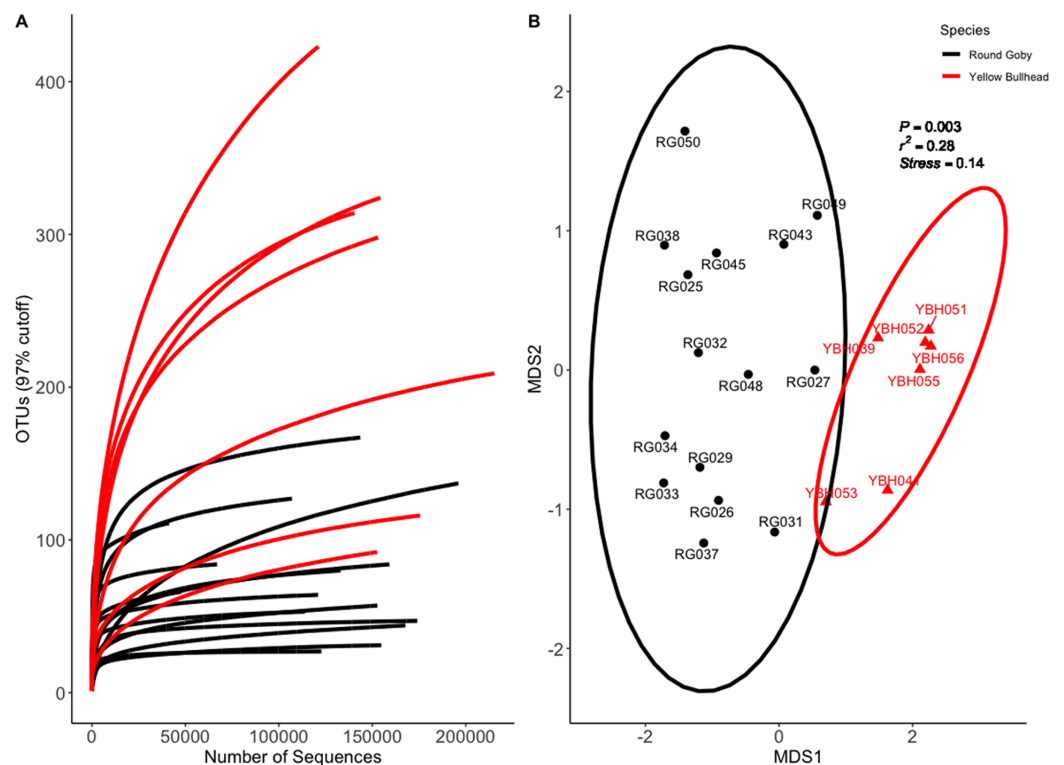 A
OTUs (97% cutoff)
400
300
200
100
0
0 50000 100000 150000 200000
Number of Sequences
B
Species
Round Goby
Yellow Bullhead
P = 0.003
r² = 0.28
Stress = 0.14
MDS2
2
1
0
-1
-2
RG050
RG049
RG038
RG043
RG045
RG025
YBH051
RG032
YBH052
YBH039
YBH056
RG048
RG027
YBH055
RG034
RG029
RG033
YBH053
RG026
RG031
RG037
-2 0 2
MDS1